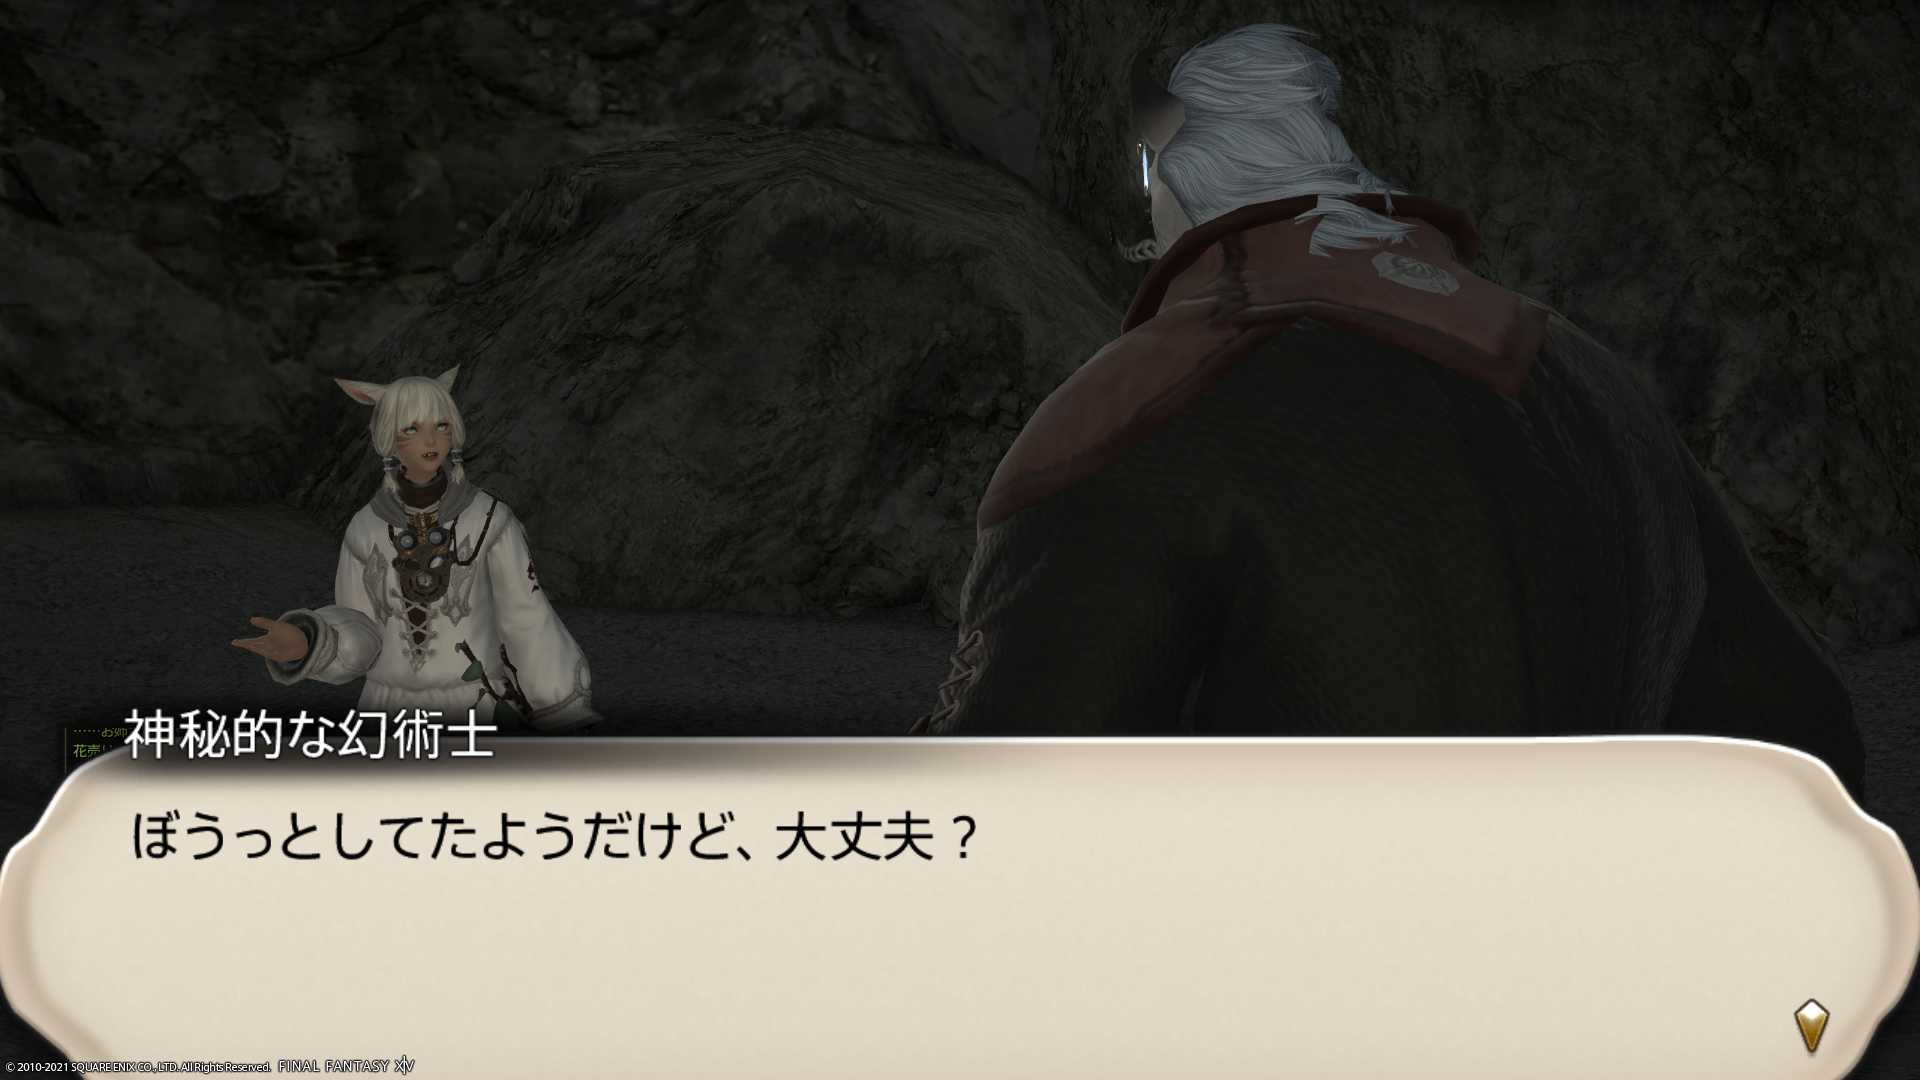 神秘的な幻術士
ぼうっとしてたようだけど、大丈夫？
© 2010-2021 SQUARE ENIX CO., LTD. All Rights Reserved. FINAL FANTASY XIV